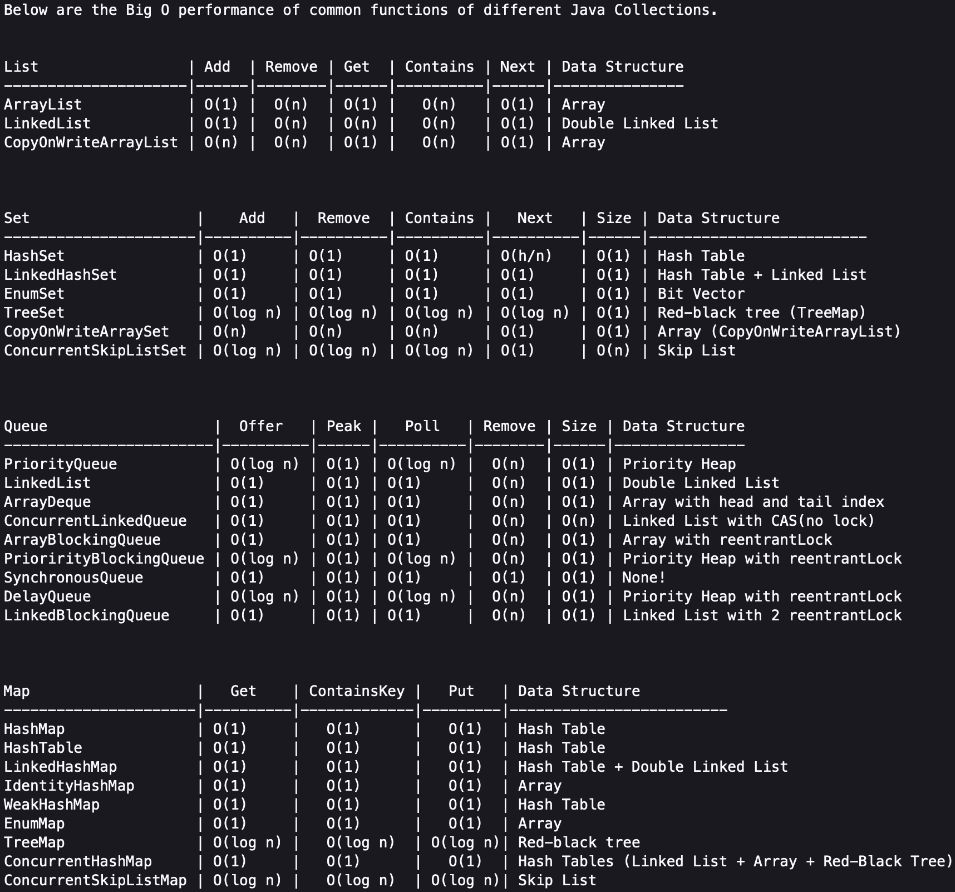 Below are the Big O performance of common functions of different Java Collections.
List | Add | Remove | Get | Contains | Next | Data Structure
---------------------|------|--------|------|----------|------|---------------
ArrayList | O(1) | O(n) | O(1) | O(n) | O(1) | Array
LinkedList | O(1) | O(n) | O(n) | O(n) | O(1) | Double Linked List
CopyOnWriteArrayList | O(n) | O(n) | O(1) | O(n) | O(1) | Array
Set | Add | Remove | Contains | Next | Size | Data Structure
----------------------|----------|----------|----------|----------|------|-------------------------
HashSet | O(1) | O(1) | O(1) | O(h/n) | O(1) | Hash Table
LinkedHashSet | O(1) | O(1) | O(1) | O(1) | O(1) | Hash Table + Linked List
EnumSet | O(1) | O(1) | O(1) | O(1) | O(1) | Bit Vector
TreeSet | O(log n) | O(log n) | O(log n) | O(log n) | O(1) | Red-black tree (TreeMap)
CopyOnWriteArraySet | O(n) | O(n) | O(n) | O(1) | O(1) | Array (CopyOnWriteArrayList)
ConcurrentSkipListSet | O(log n) | O(log n) | O(log n) | O(1) | O(n) | Skip List
Queue | Offer | Peak | Poll | Remove | Size | Data Structure
------------------------|----------|------|----------|--------|------|---------------
PriorityQueue | O(log n) | O(1) | O(log n) | O(n) | O(1) | Priority Heap
LinkedList | O(1) | O(1) | O(1) | O(n) | O(1) | Double Linked List
ArrayDeque | O(1) | O(1) | O(1) | O(n) | O(1) | Array with head and tail index
ConcurrentLinkedQueue | O(1) | O(1) | O(1) | O(n) | O(n) | Linked List with CAS(no lock)
ArrayBlockingQueue | O(1) | O(1) | O(1) | O(n) | O(1) | Array with reentrantLock
PriorirityBlockingQueue | O(log n) | O(1) | O(log n) | O(n) | O(1) | Priority Heap with reentrantLock
SynchronousQueue | O(1) | O(1) | O(1) | O(1) | O(1) | None!
DelayQueue | O(log n) | O(1) | O(log n) | O(n) | O(1) | Priority Heap with reentrantLock
LinkedBlockingQueue | O(1) | O(1) | O(1) | O(n) | O(1) | Linked List with 2 reentrantLock
Map | Get | ContainsKey | Put | Data Structure
----------------------|----------|-------------|---------|-------------------------
HashMap | O(1) | O(1) | O(1) | Hash Table
HashTable | O(1) | O(1) | O(1) | Hash Table
LinkedHashMap | O(1) | O(1) | O(1) | Hash Table + Double Linked List
IdentityHashMap | O(1) | O(1) | O(1) | Array
WeakHashMap | O(1) | O(1) | O(1) | Hash Table
EnumMap | O(1) | O(1) | O(1) | Array
TreeMap | O(log n) | O(log n) | O(log n)| Red-black tree
ConcurrentHashMap | O(1) | O(1) | O(1) | Hash Tables (Linked List + Array + Red-Black Tree)
ConcurrentSkipListMap | O(log n) | O(log n) | O(log n)| Skip List